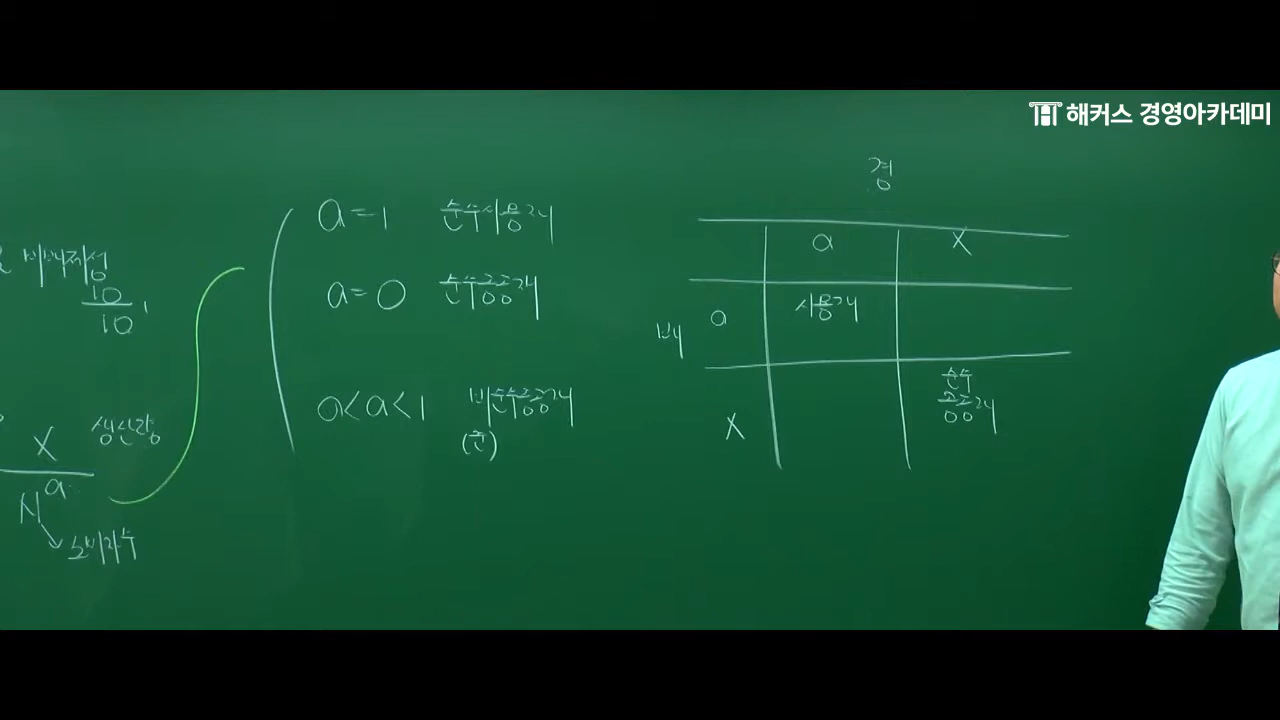 해커스 경영아카데미
비배제성
10
10
X 생산량
N^a
소비자수
a=1 순수사용재
a=0 순수공공재
0<a<1 비순수공공재
(준)
경
o X
배 o 사용재
X 순수
공공재